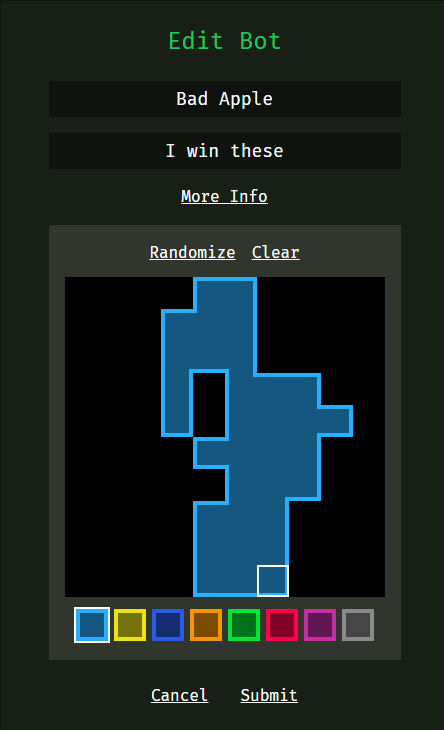 Edit Bot
Bad Apple
I win these
More Info
Randomize Clear
Cancel Submit